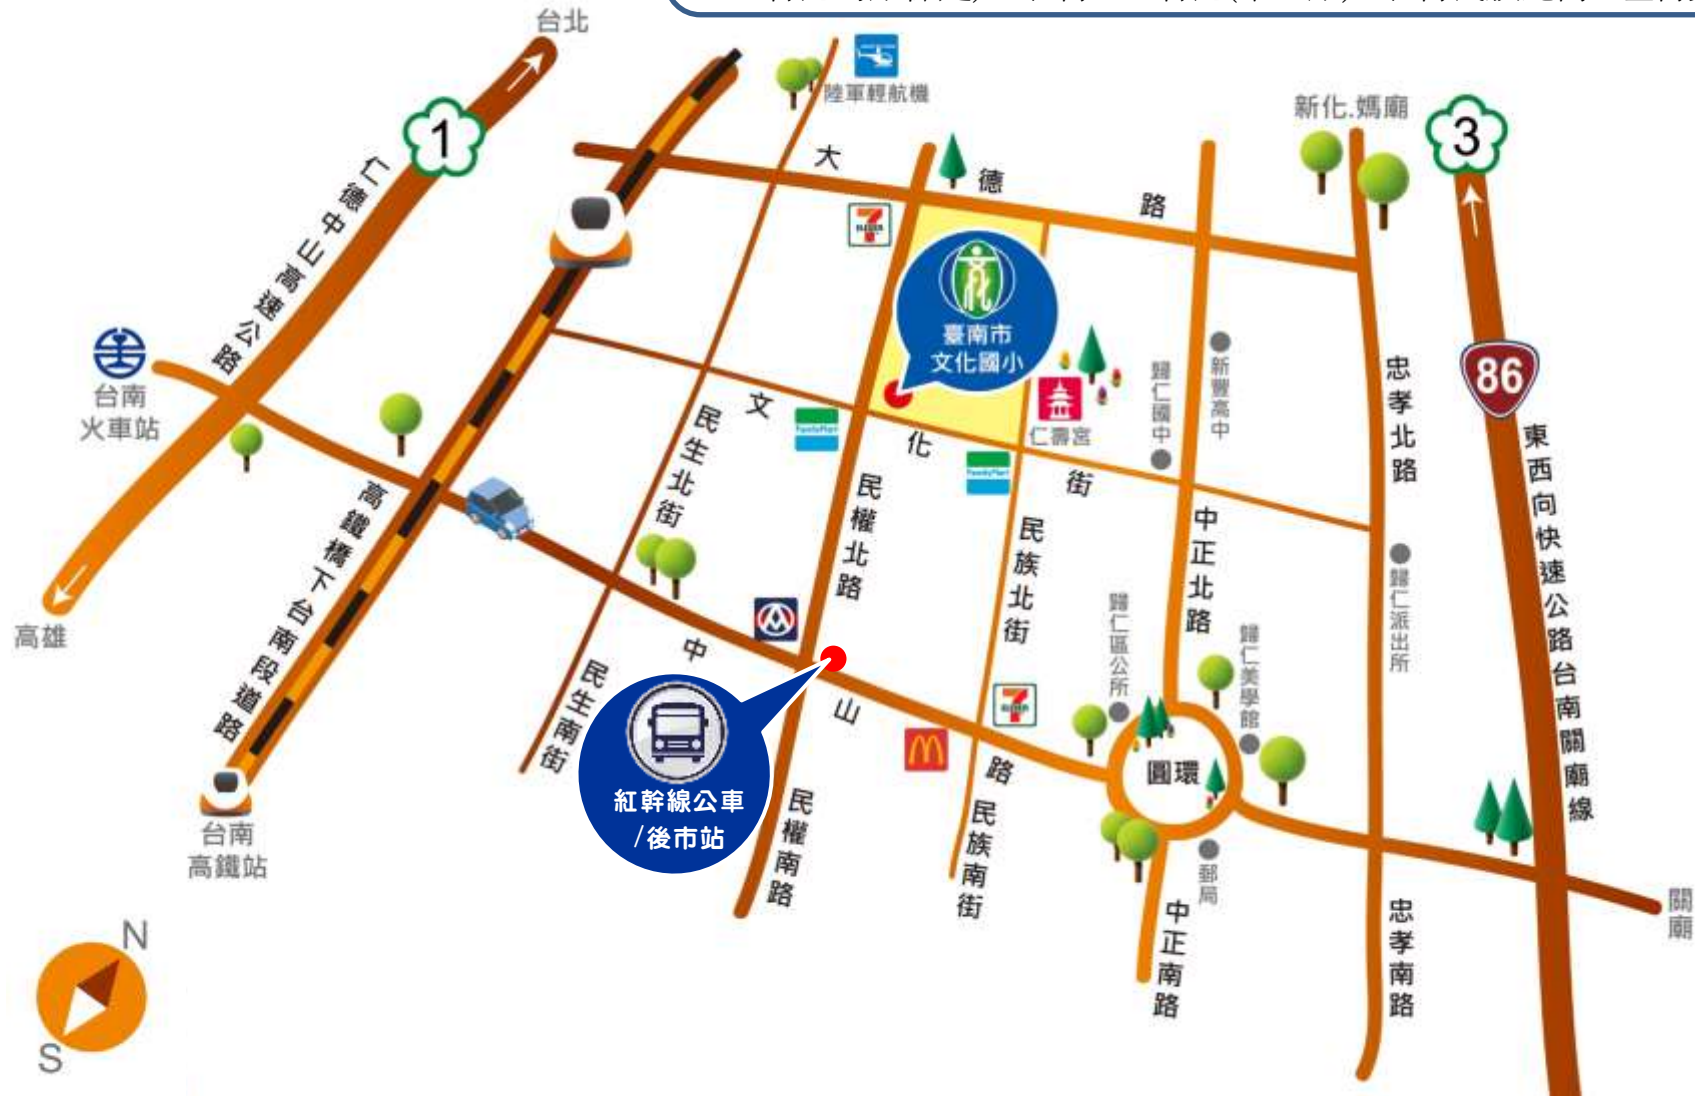 台北
陸軍輕航機
新化.媽廟
1
3
仁德中山高速公路
大德路
7
ELEVEN
臺南市
文化國小
台南
火車站
86
新豐高中
歸仁國中
忠孝北路
東西向快速公路台南關廟線
仁壽宮
FamilyMart
FamilyMart
文化街
民生北街
高鐵橋下台南段道路
民權北路
民族北街
中正北路
歸仁派出所
歸仁區公所
歸仁美學館
高雄
中山路
民生南街
7
ELEVEN
圓環
紅幹線公車
/後市站
民權南路
民族南街
台南
高鐵站
郵局
中正南路
忠孝南路
關廟
N
S